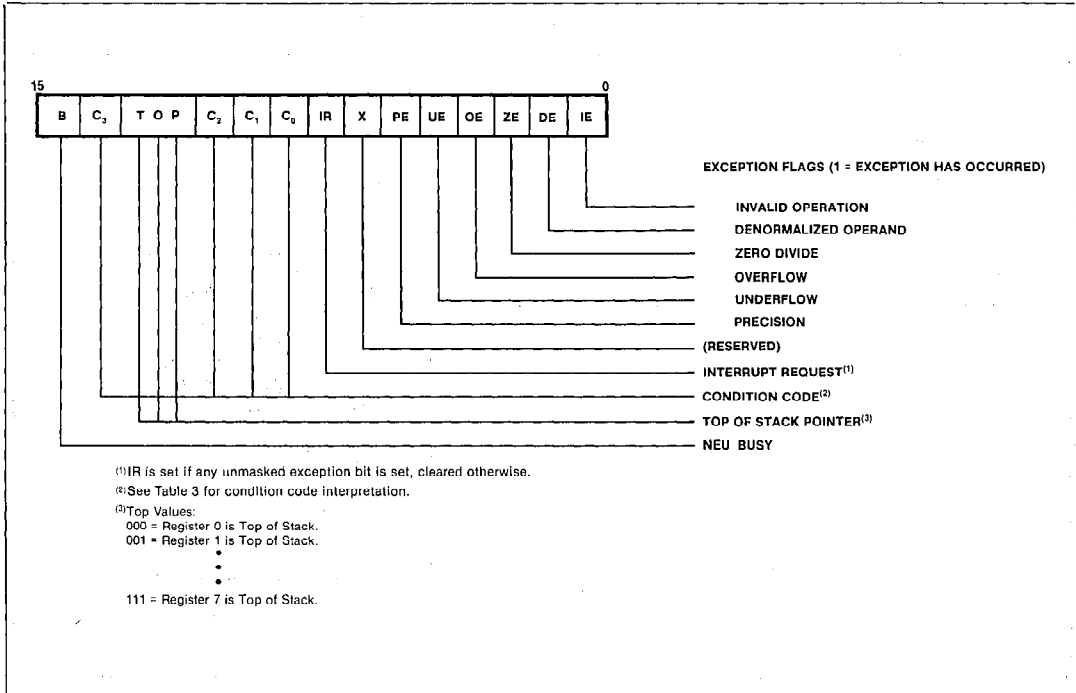 15 0
B C₃ T O P C₂ C₁ C₀ IR X PE UE OE ZE DE IE
EXCEPTION FLAGS (1 = EXCEPTION HAS OCCURRED)
INVALID OPERATION
DENORMALIZED OPERAND
ZERO DIVIDE
OVERFLOW
UNDERFLOW
PRECISION
(RESERVED)
INTERRUPT REQUEST⁽¹⁾
CONDITION CODE⁽²⁾
TOP OF STACK POINTER⁽³⁾
NEU BUSY
⁽¹⁾IR is set if any unmasked exception bit is set, cleared otherwise.
⁽²⁾See Table 3 for condition code interpretation.
⁽³⁾Top Values:
000 = Register 0 is Top of Stack.
001 = Register 1 is Top of Stack.
•
•
•
111 = Register 7 is Top of Stack.